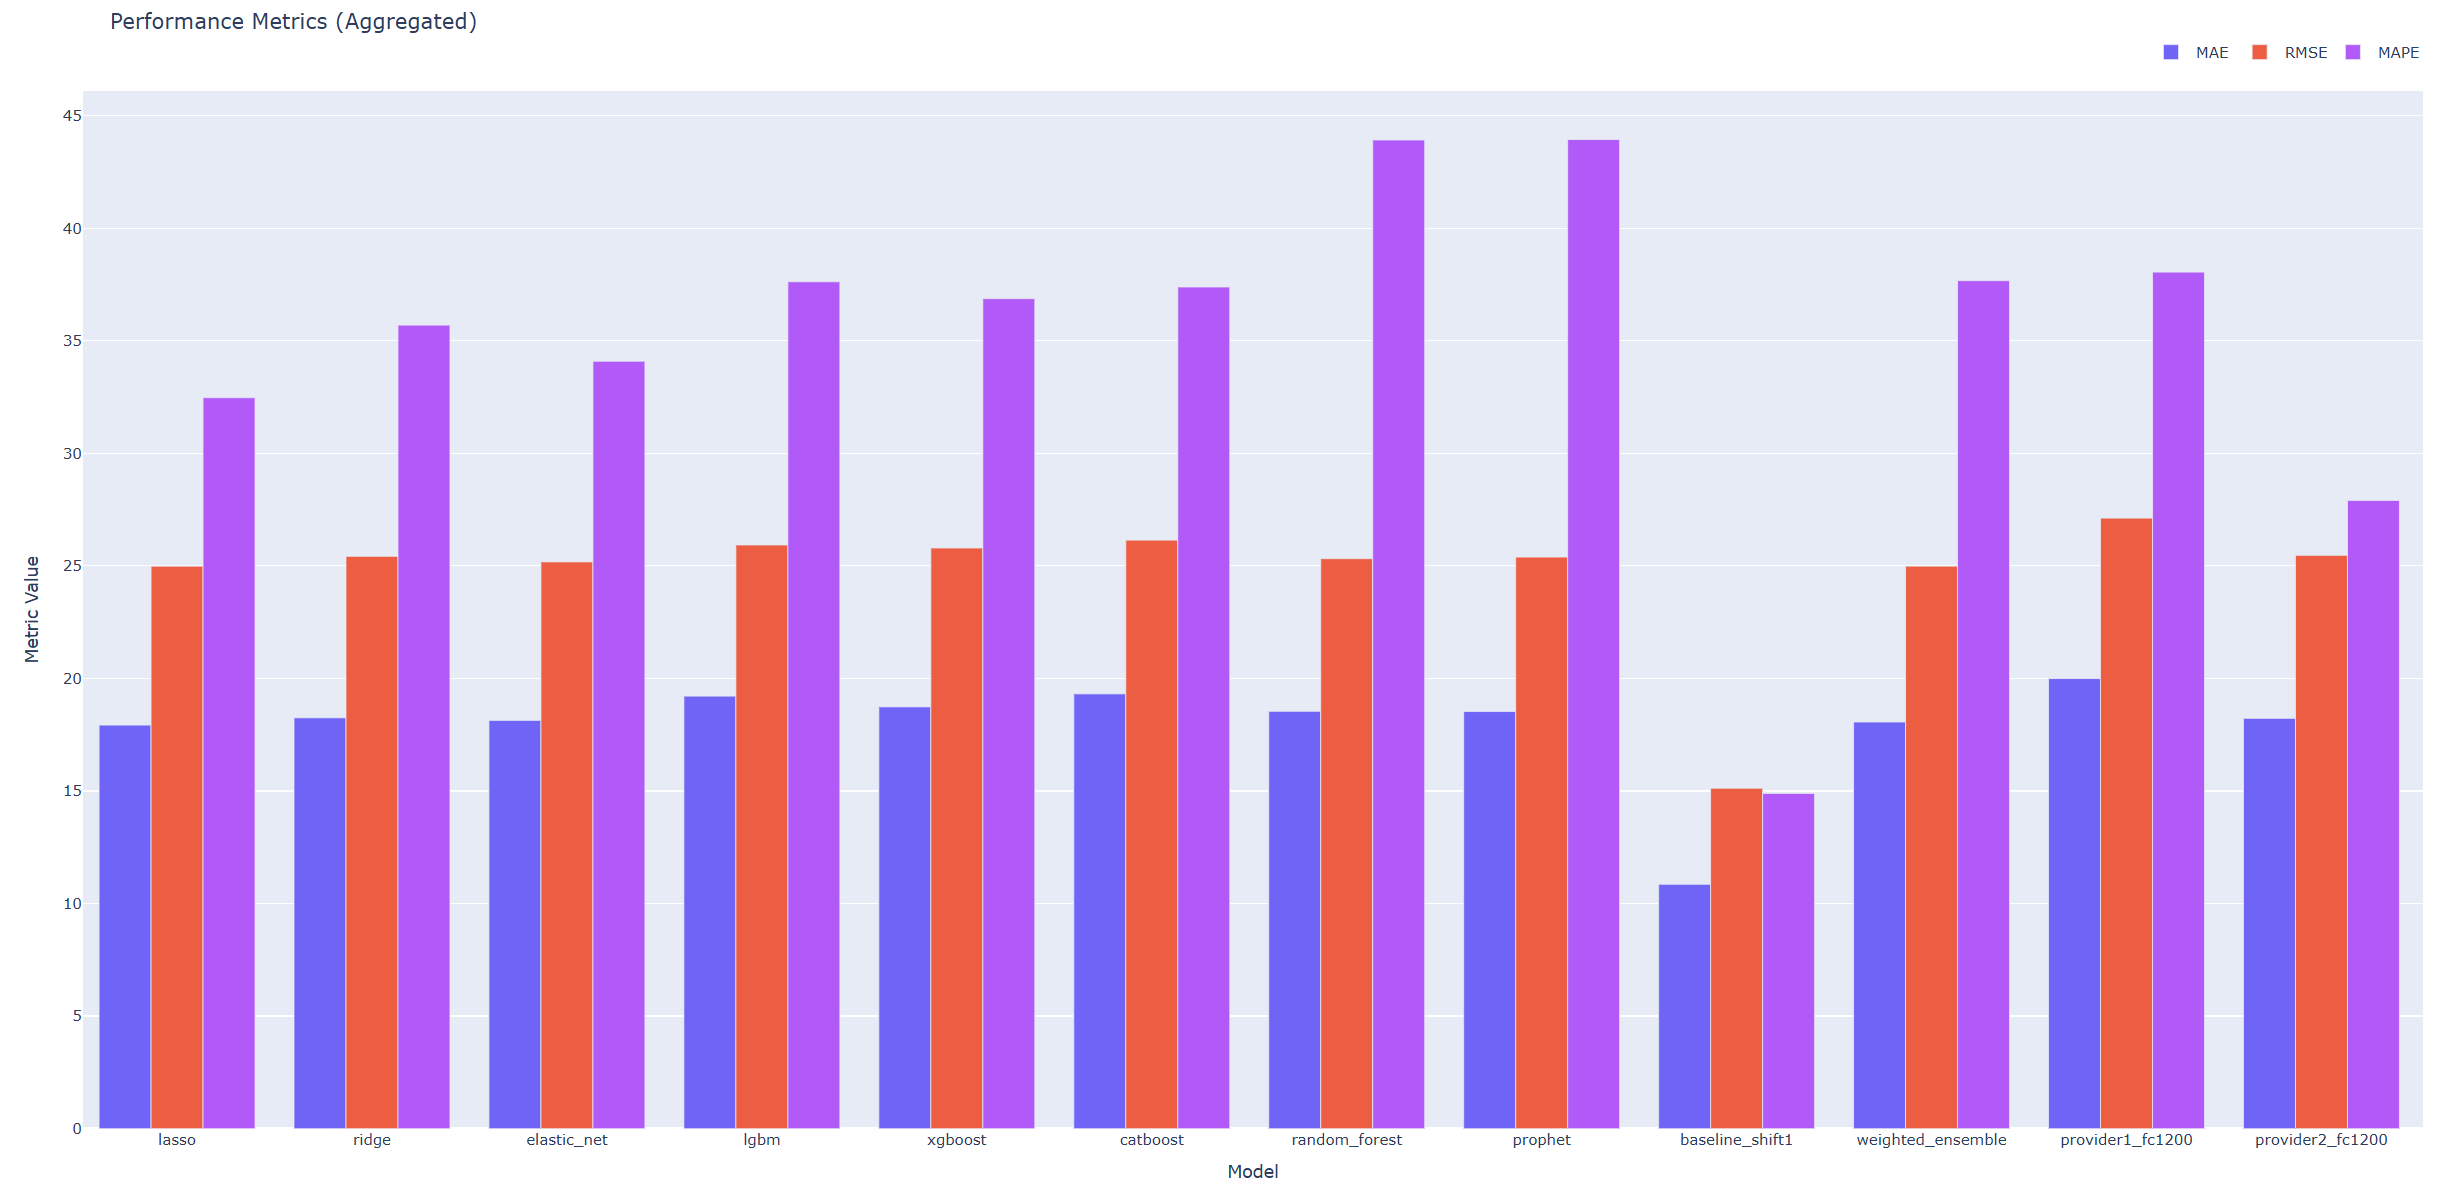 Performance Metrics (Aggregated)
MAE RMSE MAPE
45
40
35
30
25
20
15
10
5
0
Metric Value
lasso ridge elastic_net lgbm xgboost catboost random_forest prophet baseline_shift1 weighted_ensemble provider1_fc1200 provider2_fc1200
Model